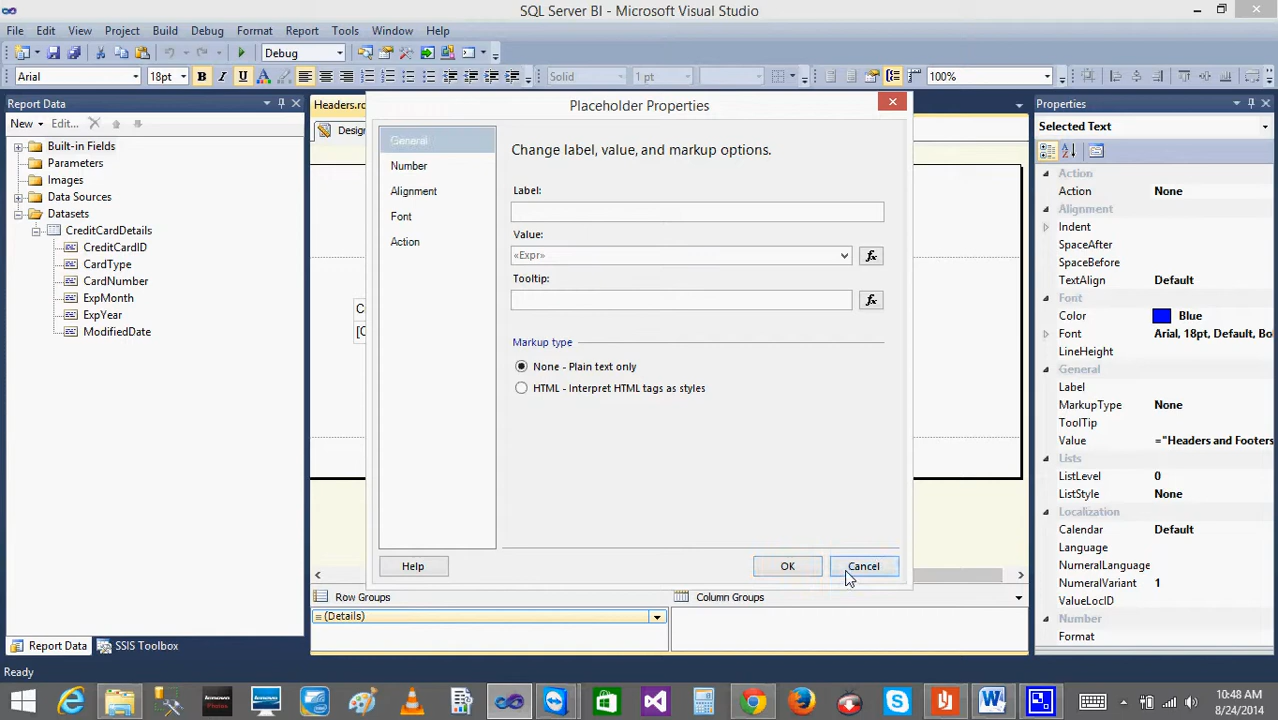 SQL Server BI - Microsoft Visual Studio
File Edit View Project Build Debug Format Report Tools Window Help
Debug
Arial 18pt B I U A Solid 1 pt 100%
Report Data
New Edit...
Built-in Fields
Parameters
Images
Data Sources
Datasets
CreditCardDetails
CreditCardID
CardType
CardNumber
ExpMonth
ExpYear
ModifiedDate
Report Data SSIS Toolbox
Headers.r
Desig
C
[C
Placeholder Properties
General
Number
Alignment
Font
Action
Change label, value, and markup options.
Label:
Value:
«Expr»
fx
Tooltip:
fx
Markup type
None - Plain text only
HTML - Interpret HTML tags as styles
Help OK Cancel
Row Groups Column Groups
(Details)
Properties
Selected Text
Action
Action None
Alignment
Indent
SpaceAfter
SpaceBefore
TextAlign Default
Font
Color Blue
Font Arial, 18pt, Default, Bo
LineHeight
General
Label
MarkupType None
ToolTip
Value ="Headers and Footers
Lists
ListLevel 0
ListStyle None
Localization
Calendar Default
Language
NumeralLanguage
NumeralVariant 1
ValueLocID
Number
Format
Ready
10:48 AM
8/24/2014